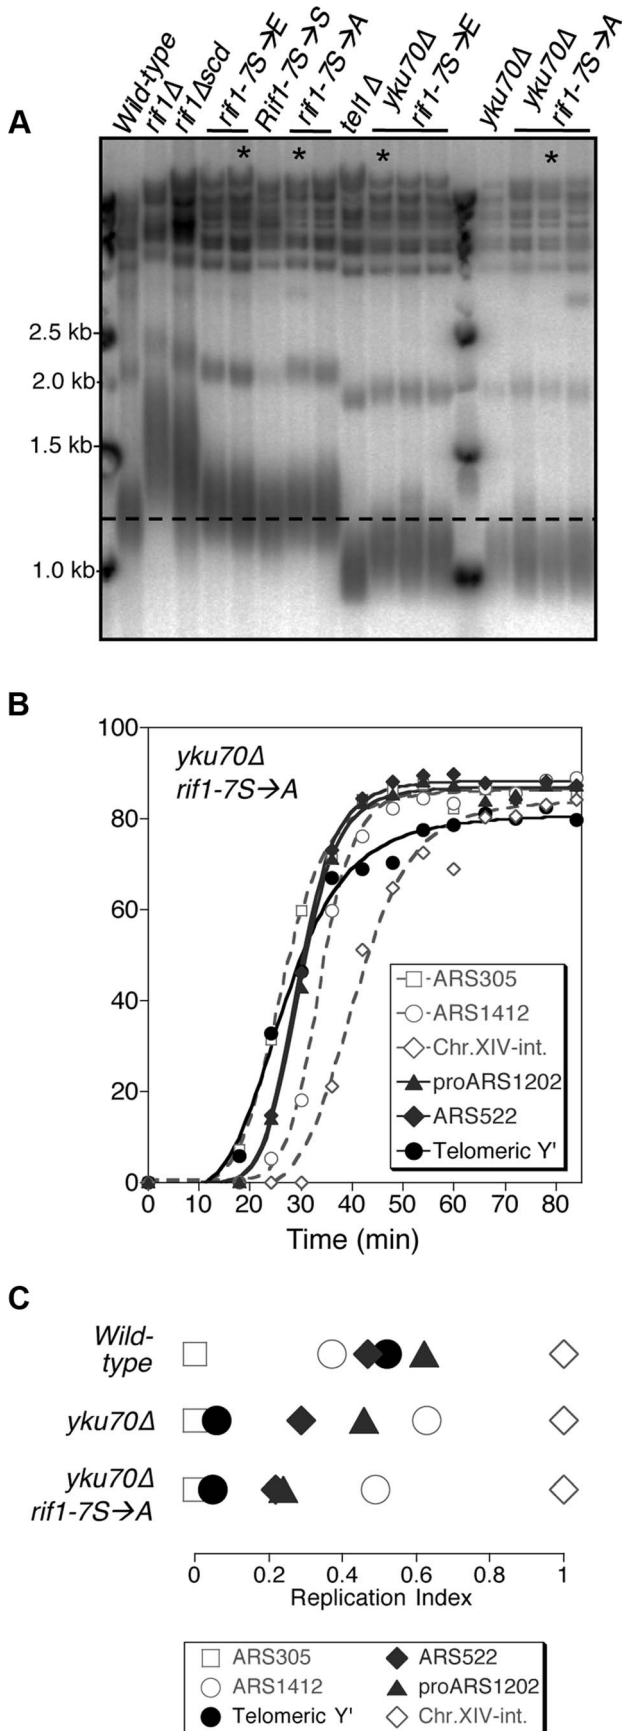 Wild-type
rif1Δ
rif1Δscd
rif1-7S→E
Rif1-7S→S
rif1-7S→A
tel1Δ
yku70Δ
rif1-7S→E
yku70Δ
yku70Δ
rif1-7S→A
A
* * * *
2.5 kb
2.0 kb
1.5 kb
1.0 kb
B
100
80
60
40
20
0
yku70Δ
rif1-7S→A
ARS305
ARS1412
Chr.XIV-int.
proARS1202
ARS522
Telomeric Y'
0 10 20 30 40 50 60 70 80
Time (min)
C
Wild-
type
yku70Δ
yku70Δ
rif1-7S→A
0 0.2 0.4 0.6 0.8 1
Replication Index
ARS305 ARS522
ARS1412 proARS1202
Telomeric Y' Chr.XIV-int.